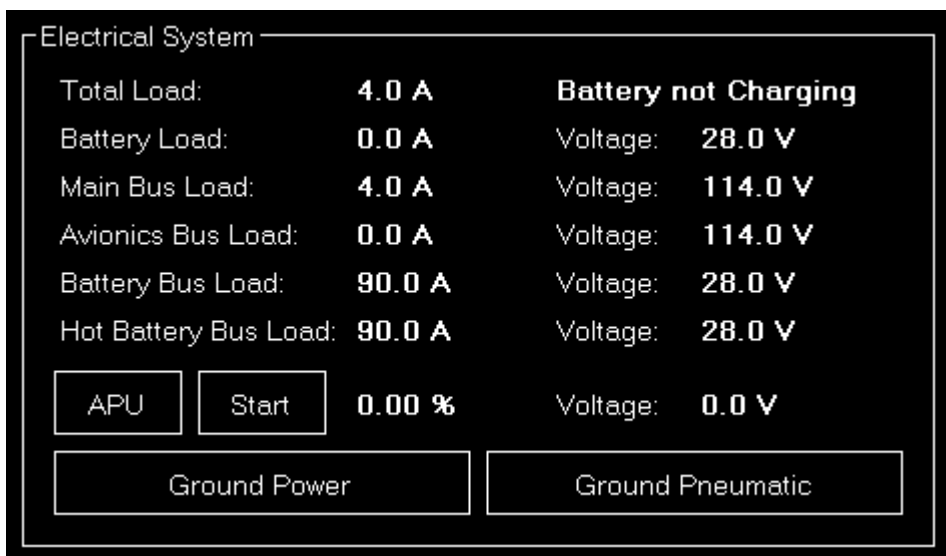 Electrical System
Total Load: 4.0 A Battery not Charging
Battery Load: 0.0 A Voltage: 28.0 V
Main Bus Load: 4.0 A Voltage: 114.0 V
Avionics Bus Load: 0.0 A Voltage: 114.0 V
Battery Bus Load: 90.0 A Voltage: 28.0 V
Hot Battery Bus Load: 90.0 A Voltage: 28.0 V
APU Start 0.00 % Voltage: 0.0 V
Ground Power Ground Pneumatic